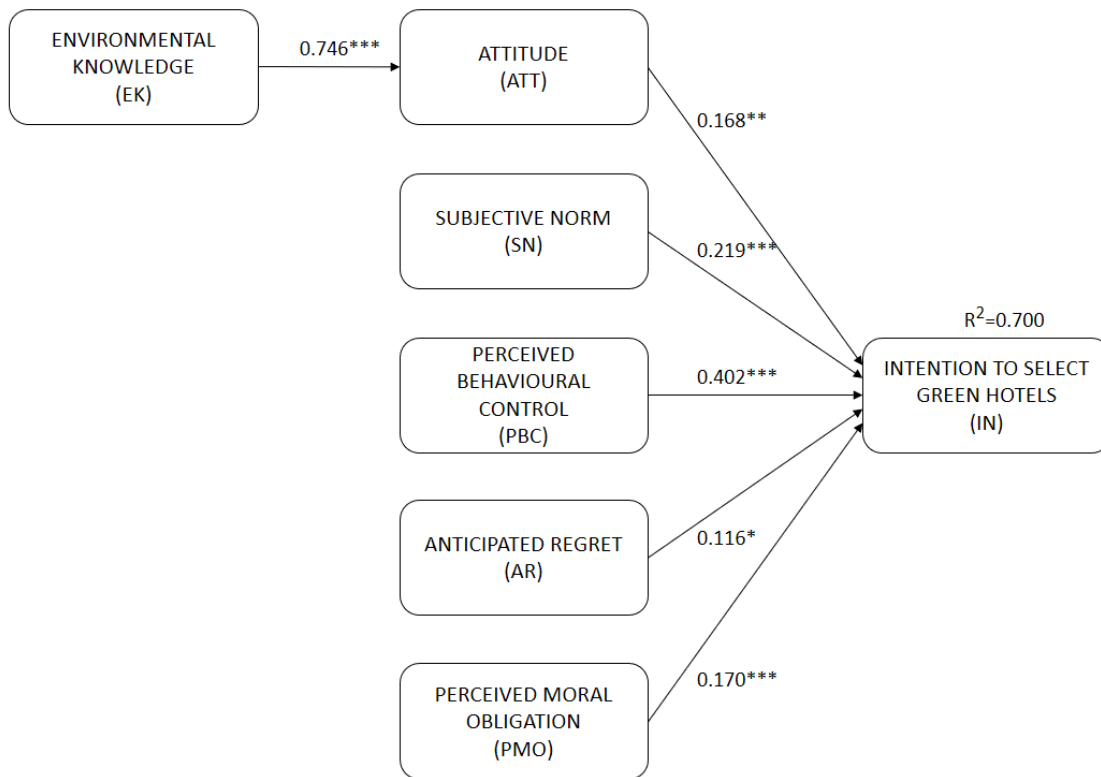 ENVIRONMENTAL
KNOWLEDGE
(EK)
0.746***
ATTITUDE
(ATT)
0.168**
SUBJECTIVE NORM
(SN)
0.219***
PERCEIVED
BEHAVIOURAL
CONTROL
(PBC)
0.402***
R²=0.700
INTENTION TO SELECT
GREEN HOTELS
(IN)
ANTICIPATED REGRET
(AR)
0.116*
PERCEIVED MORAL
OBLIGATION
(PMO)
0.170***